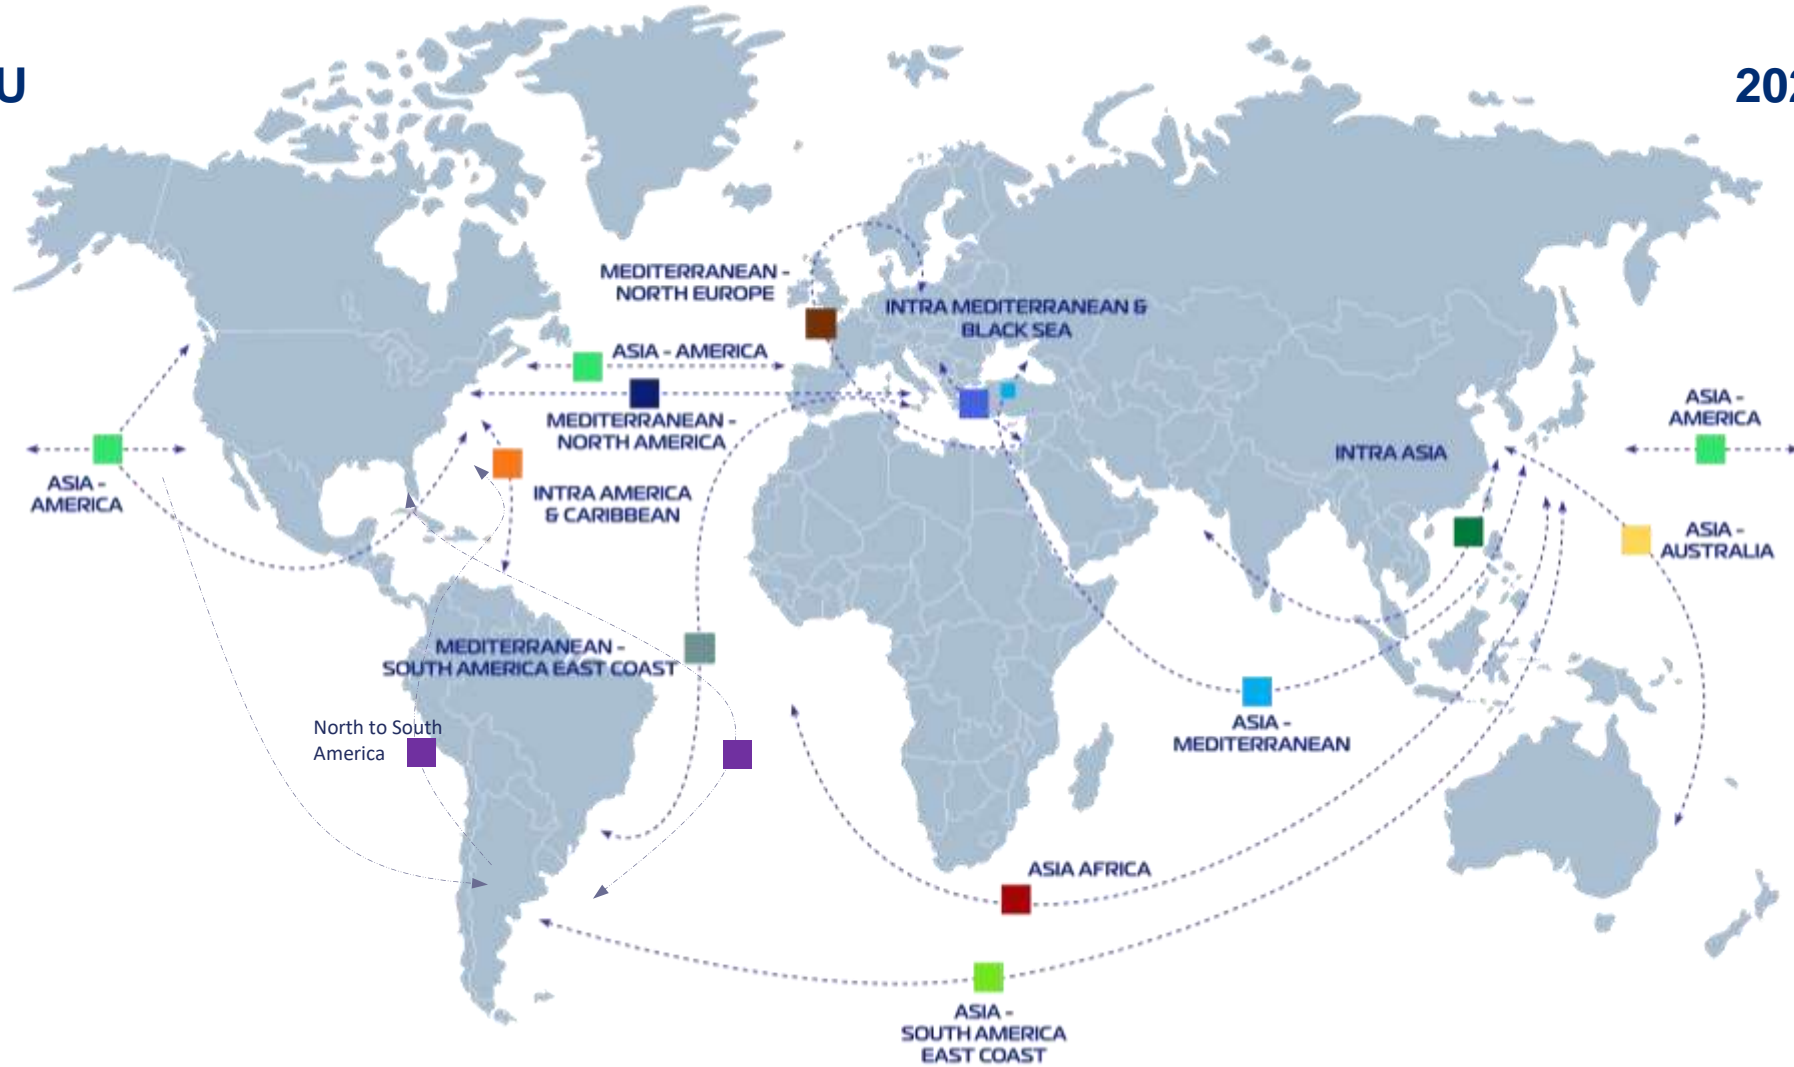 U
202
MEDITERRANEAN -
NORTH EUROPE
INTRA MEDITERRANEAN &
BLACK SEA
ASIA - AMERICA
MEDITERRANEAN -
NORTH AMERICA
ASIA -
AMERICA
INTRA ASIA
ASIA -
AMERICA
INTRA AMERICA
& CARIBBEAN
ASIA -
AUSTRALIA
MEDITERRANEAN -
SOUTH AMERICA EAST COAST
North to South
America
ASIA -
MEDITERRANEAN
ASIA AFRICA
ASIA -
SOUTH AMERICA
EAST COAST